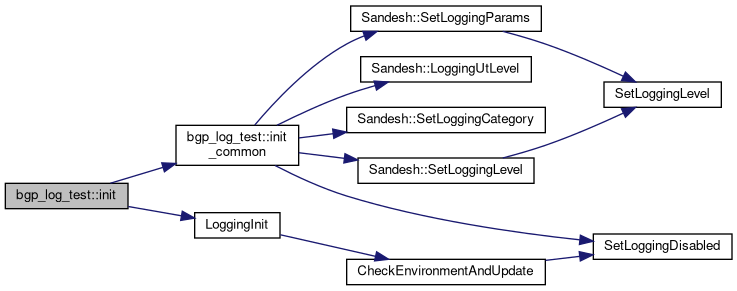 Sandesh::SetLoggingParams
Sandesh::LoggingUtLevel
SetLoggingLevel
Sandesh::SetLoggingCategory
bgp_log_test::init
_common
Sandesh::SetLoggingLevel
bgp_log_test::init
LoggingInit
SetLoggingDisabled
CheckEnvironmentAndUpdate